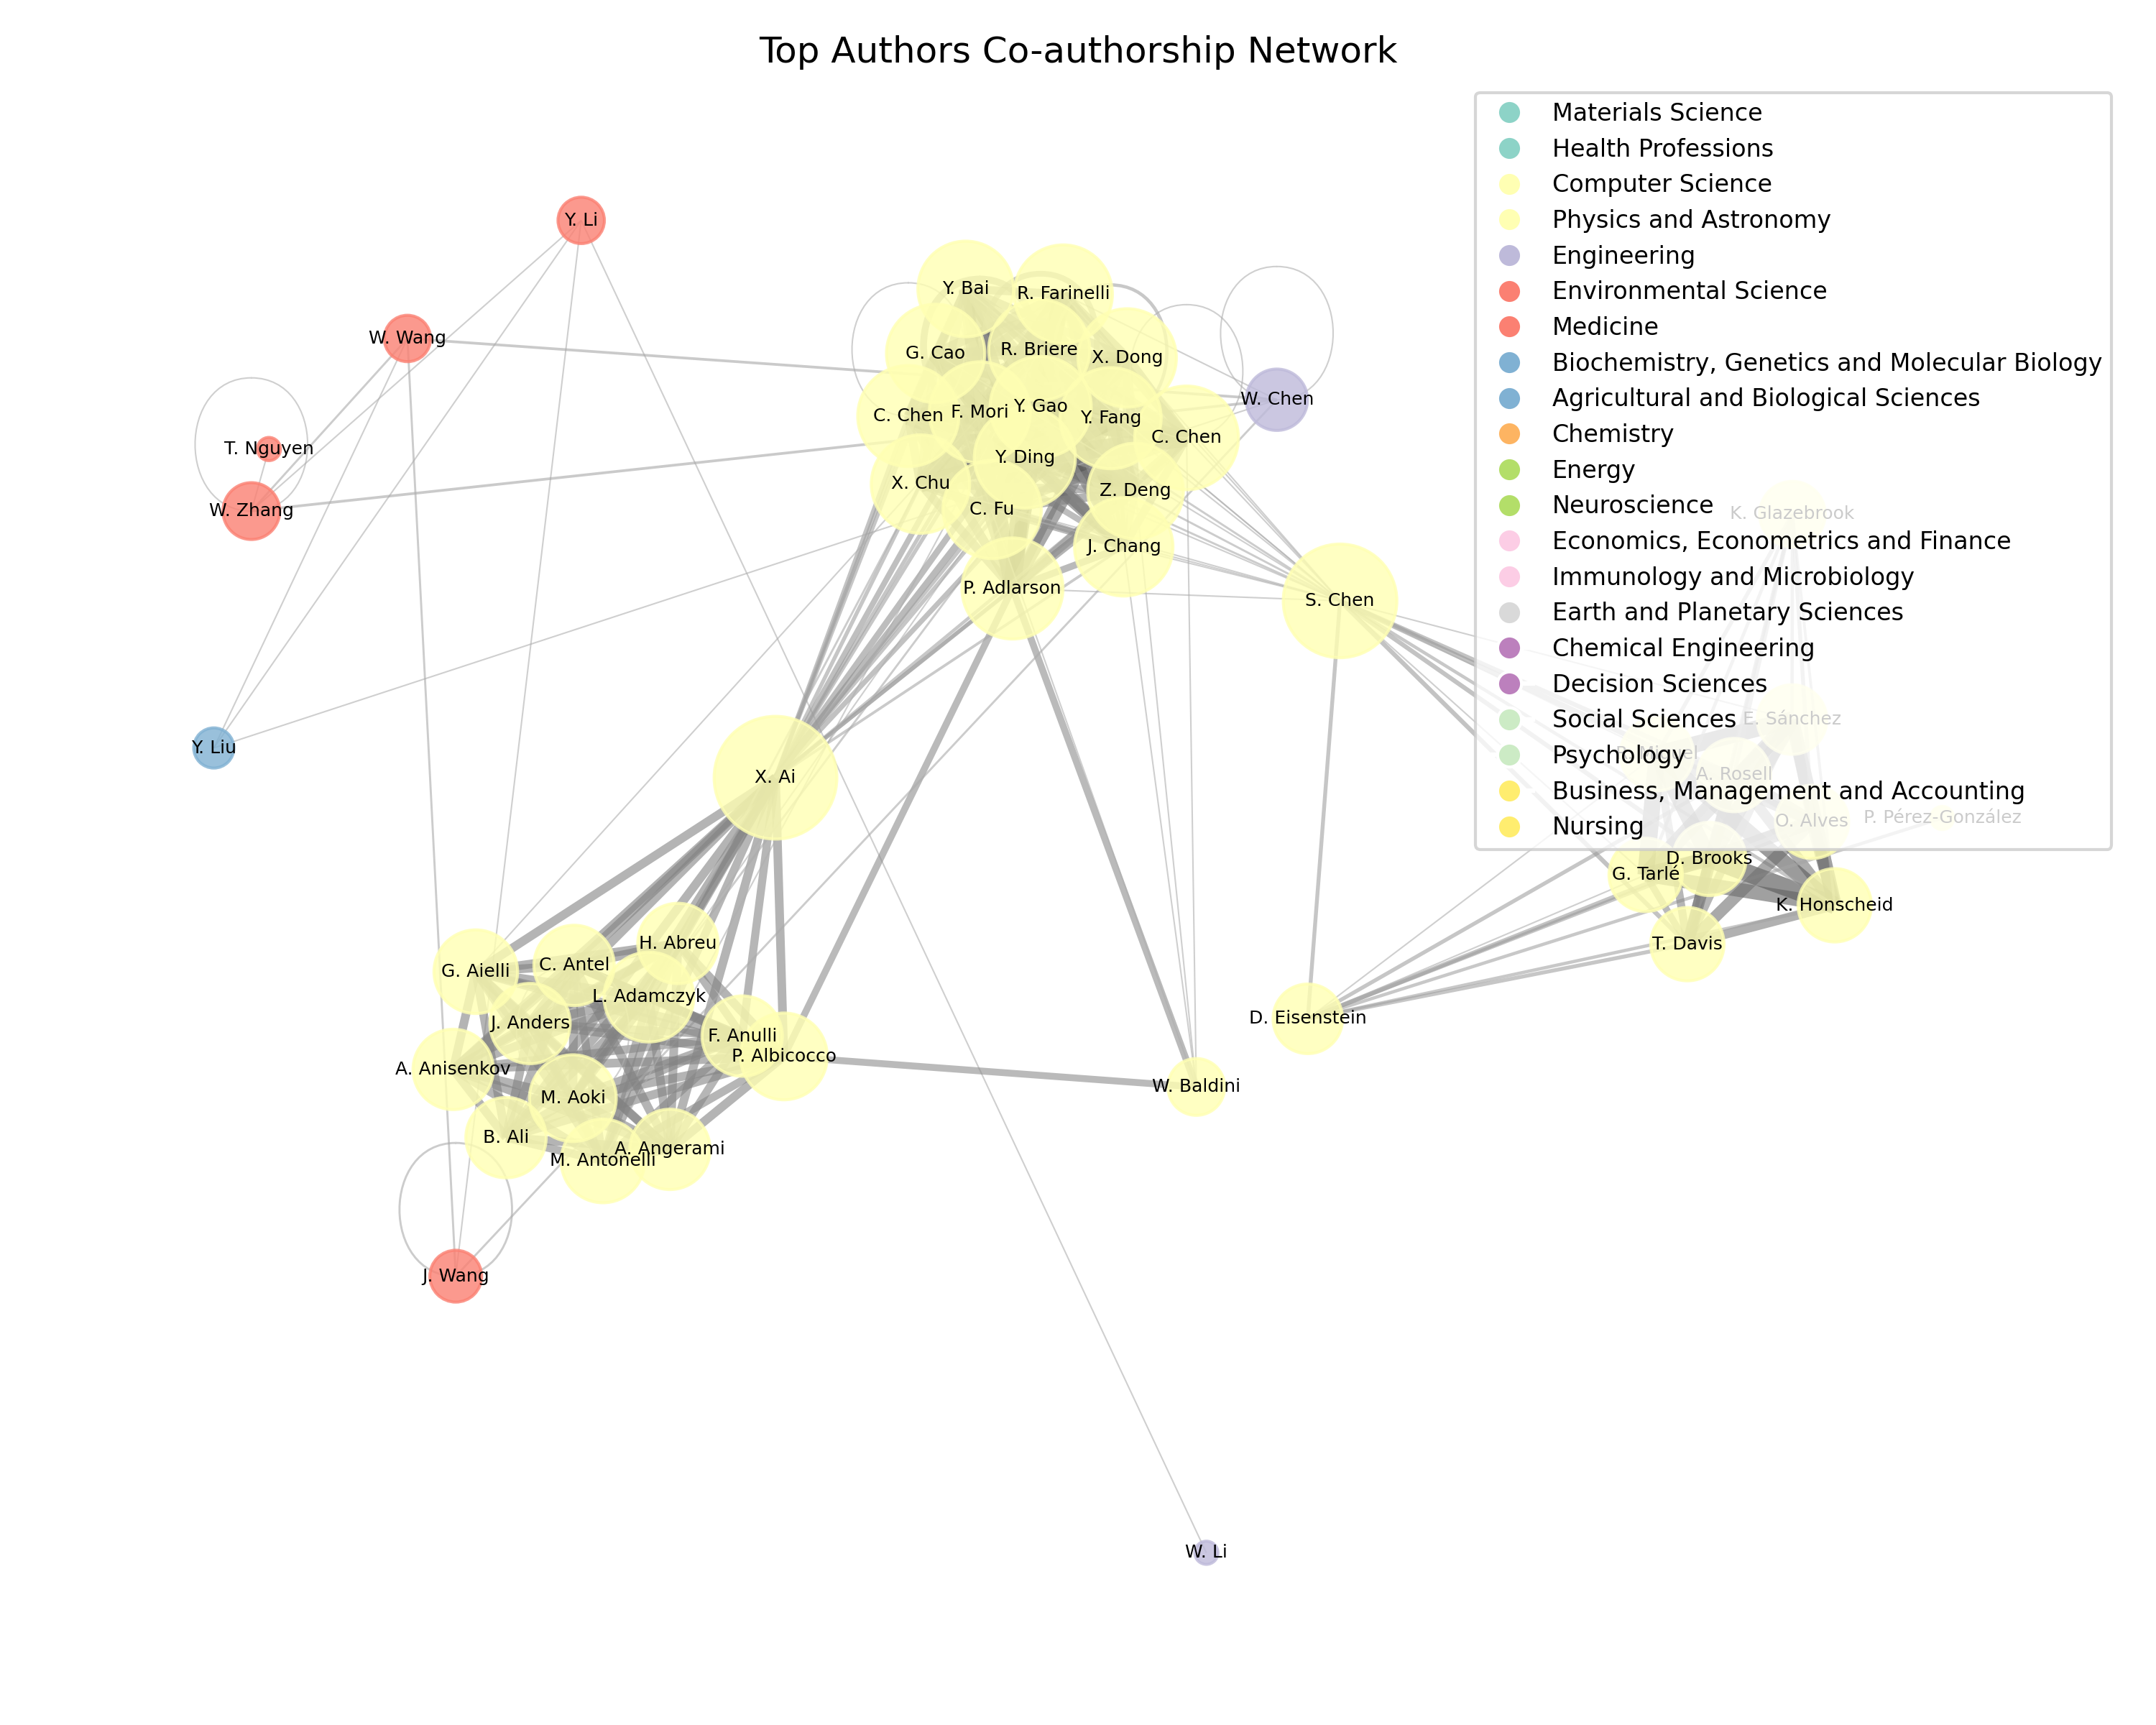 Top Authors Co-authorship Network
Materials Science
Health Professions
Computer Science
Physics and Astronomy
Engineering
Environmental Science
Medicine
Biochemistry, Genetics and Molecular Biology
Agricultural and Biological Sciences
Chemistry
Energy
Neuroscience
Economics, Econometrics and Finance
Immunology and Microbiology
Earth and Planetary Sciences
Chemical Engineering
Decision Sciences
Social Sciences
Psychology
Business, Management and Accounting
Nursing
Y. Li
W. Wang
T. Nguyen
W. Zhang
Y. Liu
Y. Bai
R. Farinelli
G. Cao
R. Briere
X. Dong
C. Chen
F. Mori
Y. Gao
Y. Fang
C. Chen
W. Chen
Y. Ding
X. Chu
Z. Deng
C. Fu
J. Chang
P. Adlarson
S. Chen
K. Glazebrook
E. Sánchez
A. Rosell
O. Alves
P. Pérez-González
D. Brooks
G. Tarlé
K. Honscheid
T. Davis
D. Eisenstein
X. Ai
H. Abreu
C. Antel
G. Aielli
L. Adamczyk
J. Anders
F. Anulli
P. Albicocco
A. Anisenkov
W. Baldini
M. Aoki
B. Ali
A. Angerami
M. Antonelli
J. Wang
W. Li